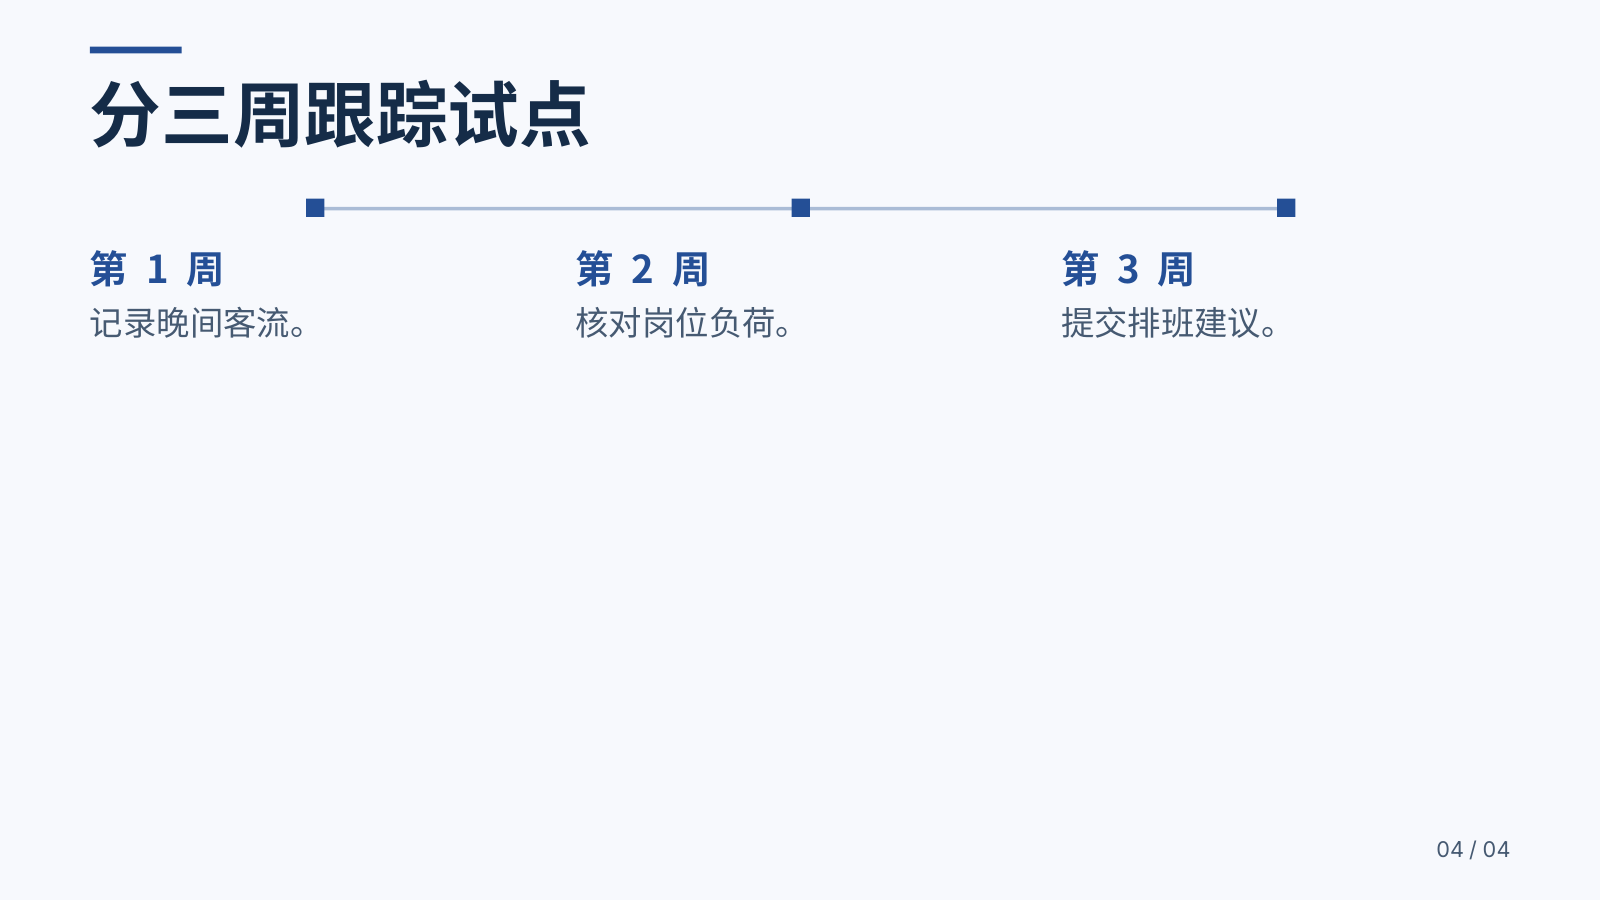 分三周跟踪试点
第 1 周
记录晚间客流。
第 2 周
核对岗位负荷。
第 3 周
提交排班建议。
04 / 04